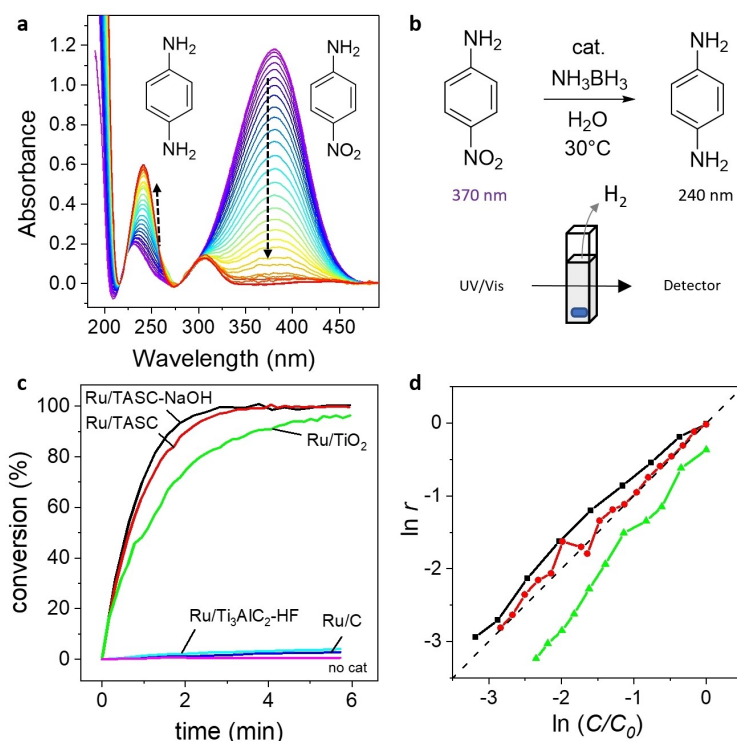 a
NH₂
NH₂
NH₂
NO₂
Absorbance
1.2
1.0
0.8
0.6
0.4
0.2
0.0
200 250 300 350 400 450
Wavelength (nm)
b
NH₂
NO₂
370 nm
cat.
NH₃BH₃
H₂O
30°C
NH₂
NH₂
240 nm
H₂
UV/Vis
Detector
c
conversion (%)
100
80
60
40
20
0
Ru/TASC-NaOH
Ru/TASC
Ru/TiO₂
Ru/Ti₃AlC₂-HF
Ru/C
no cat
0 2 4 6
time (min)
d
ln r
0
-1
-2
-3
-3 -2 -1 0
ln (C/C₀)